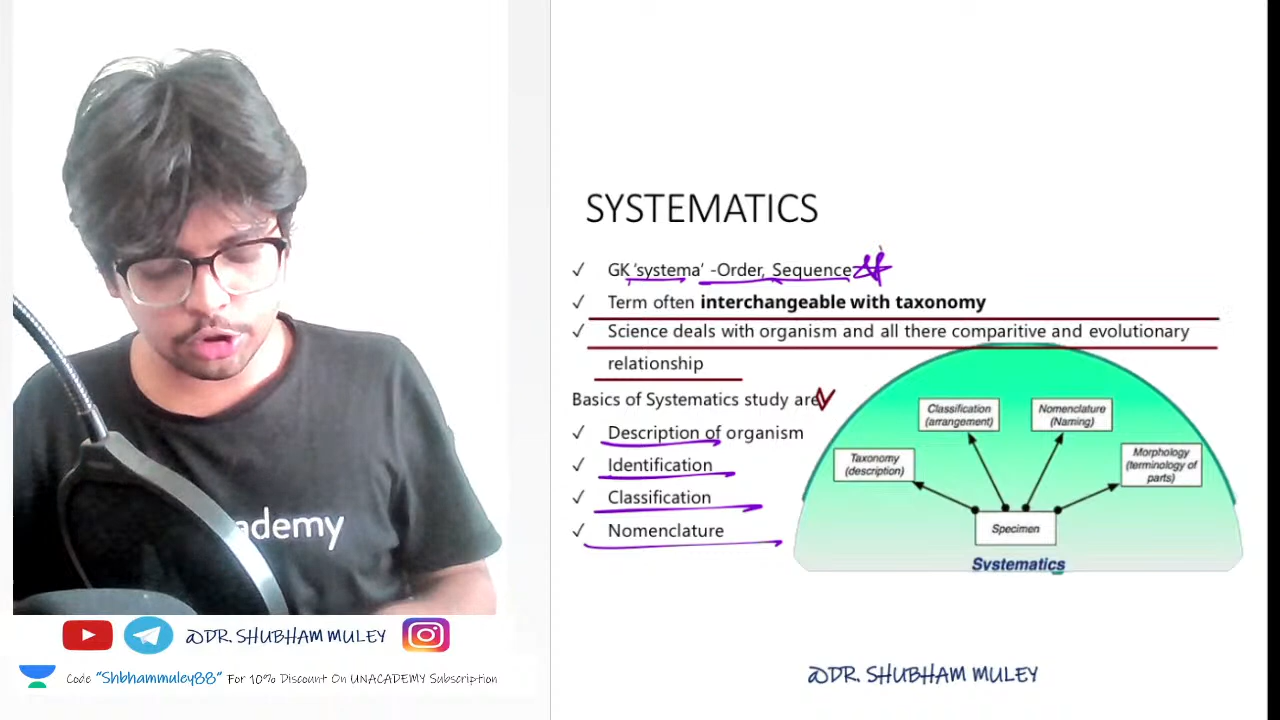 SYSTEMATICS
✓ GK 'systema' -Order, Sequence
✓ Term often interchangeable with taxonomy
✓ Science deals with organism and all there comparitive and evolutionary
relationship
Basics of Systematics study are
✓ Description of organism
✓ Identification
✓ Classification
✓ Nomenclature
Classification
(arrangement)
Nomenclature
(Naming)
Taxonomy
(description)
Morphology
(terminology of
parts)
Specimen
Systematics
ademy
@DR. SHUBHAM MULEY
Code "Shbhammuley88" For 10% Discount On UNACADEMY Subscription
@DR. SHUBHAM MULEY